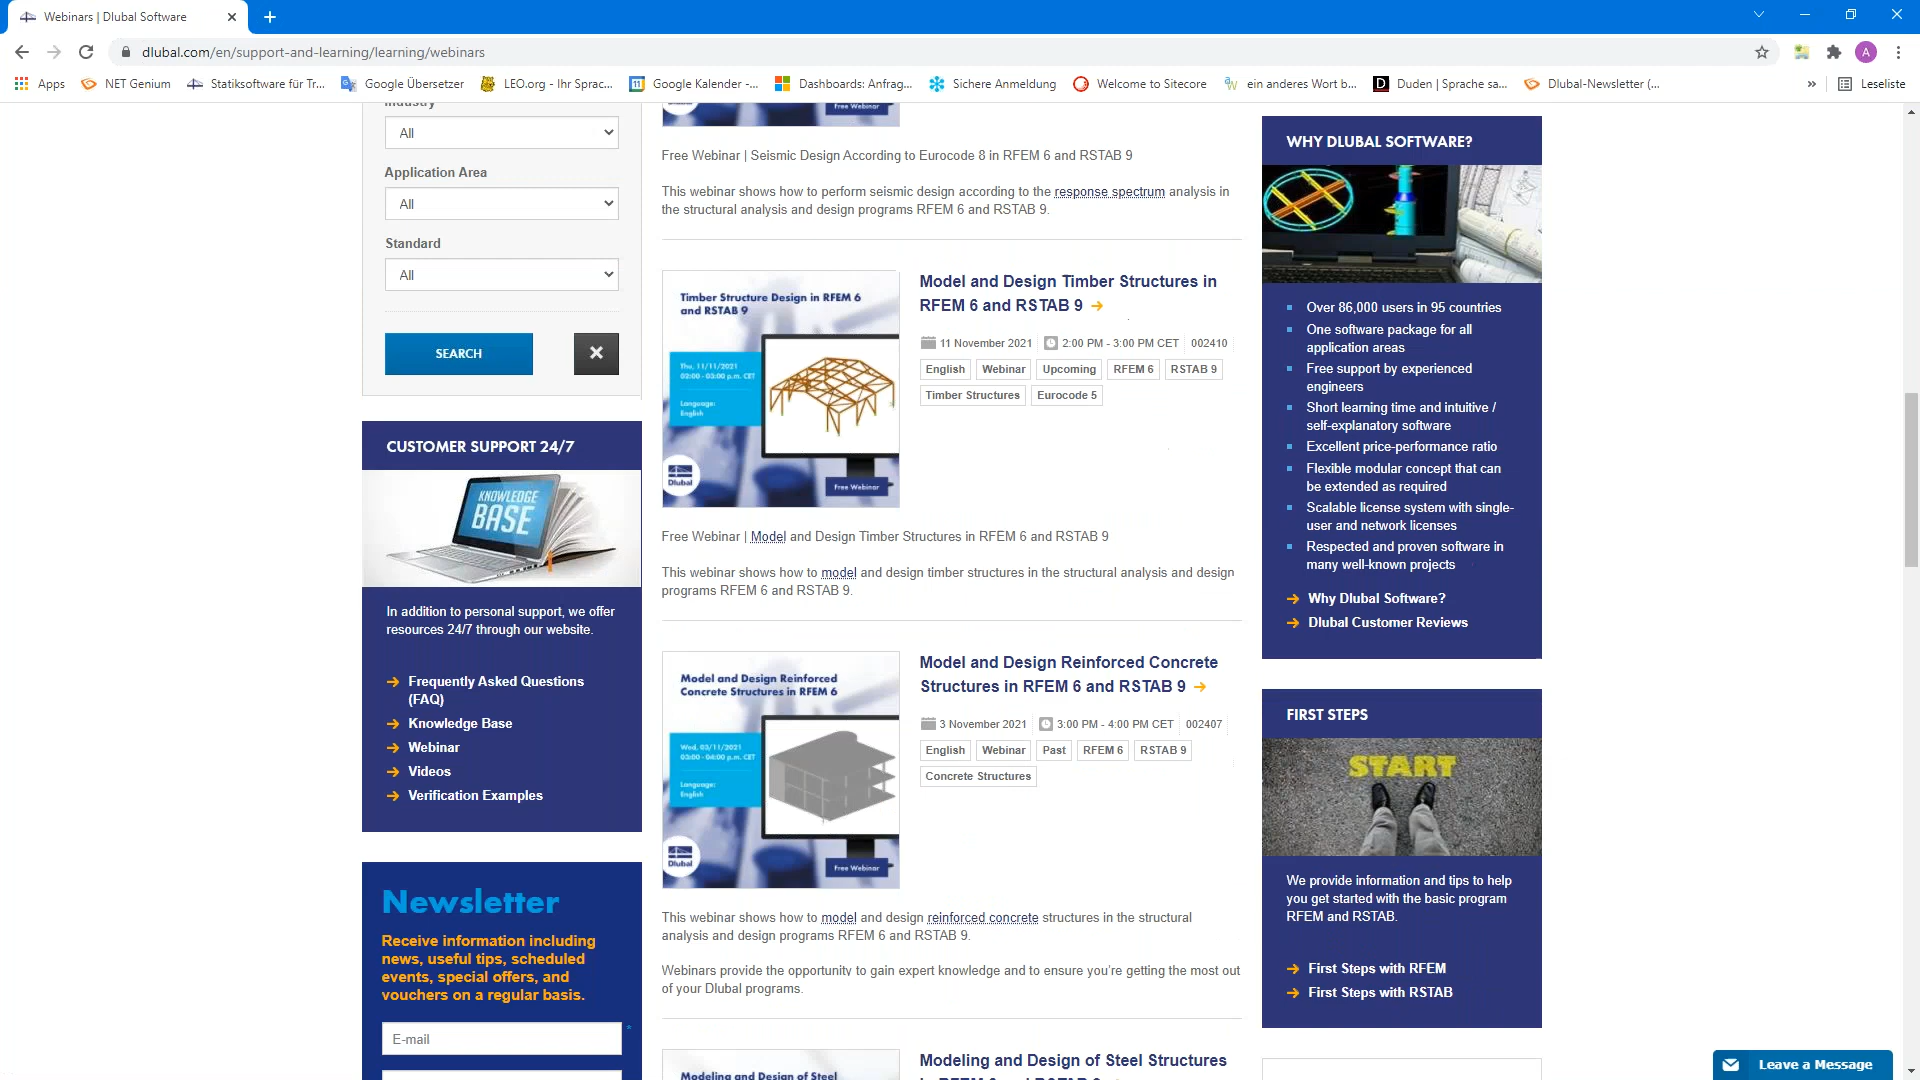 Webinars | Dlubal Software
dlubal.com/en/support-and-learning/learning/webinars
Apps
NET Genium
Statiksoftware für Tr...
Google Übersetzer
LEO.org - Ihr Sprac...
Google Kalender -...
Dashboards: Anfrag...
Sichere Anmeldung
Welcome to Sitecore
ein anderes Wort b...
Duden | Sprache sa...
Dlubal-Newsletter (...
Leseliste
A
Industry
All
Application Area
All
Standard
All
SEARCH
CUSTOMER SUPPORT 24/7
KNOWLEDGE
BASE
In addition to personal support, we offer
resources 24/7 through our website.
Frequently Asked Questions
(FAQ)
Knowledge Base
Webinar
Videos
Verification Examples
Newsletter
Receive information including
news, useful tips, scheduled
events, special offers, and
vouchers on a regular basis.
E-mail
*
Free Webinar
Free Webinar | Seismic Design According to Eurocode 8 in RFEM 6 and RSTAB 9
This webinar shows how to perform seismic design according to the response spectrum analysis in
the structural analysis and design programs RFEM 6 and RSTAB 9.
Timber Structure Design in RFEM 6
and RSTAB 9
Thu, 11/11/2021
02:00 - 03:00 p.m. CET
Language:
English
Dlubal
Free Webinar
Model and Design Timber Structures in
RFEM 6 and RSTAB 9
11 November 2021
2:00 PM - 3:00 PM CET
002410
English
Webinar
Upcoming
RFEM 6
RSTAB 9
Timber Structures
Eurocode 5
Free Webinar | Model and Design Timber Structures in RFEM 6 and RSTAB 9
This webinar shows how to model and design timber structures in the structural analysis and design
programs RFEM 6 and RSTAB 9.
Model and Design Reinforced
Concrete Structures in RFEM 6
Wed, 03/11/2021
03:00 - 04:00 p.m. CET
Language:
English
Dlubal
Free Webinar
Model and Design Reinforced Concrete
Structures in RFEM 6 and RSTAB 9
3 November 2021
3:00 PM - 4:00 PM CET
002407
English
Webinar
Past
RFEM 6
RSTAB 9
Concrete Structures
This webinar shows how to model and design reinforced concrete structures in the structural
analysis and design programs RFEM 6 and RSTAB 9.
Webinars provide the opportunity to gain expert knowledge and to ensure you're getting the most out
of your Dlubal programs.
Modeling and Design of Steel
Modeling and Design of Steel Structures
in RFEM 6 and RSTAB 9
WHY DLUBAL SOFTWARE?
Over 86,000 users in 95 countries
One software package for all
application areas
Free support by experienced
engineers
Short learning time and intuitive /
self-explanatory software
Excellent price-performance ratio
Flexible modular concept that can
be extended as required
Scalable license system with single-
user and network licenses
Respected and proven software in
many well-known projects
Why Dlubal Software?
Dlubal Customer Reviews
FIRST STEPS
START
We provide information and tips to help
you get started with the basic program
RFEM and RSTAB.
First Steps with RFEM
First Steps with RSTAB
Leave a Message